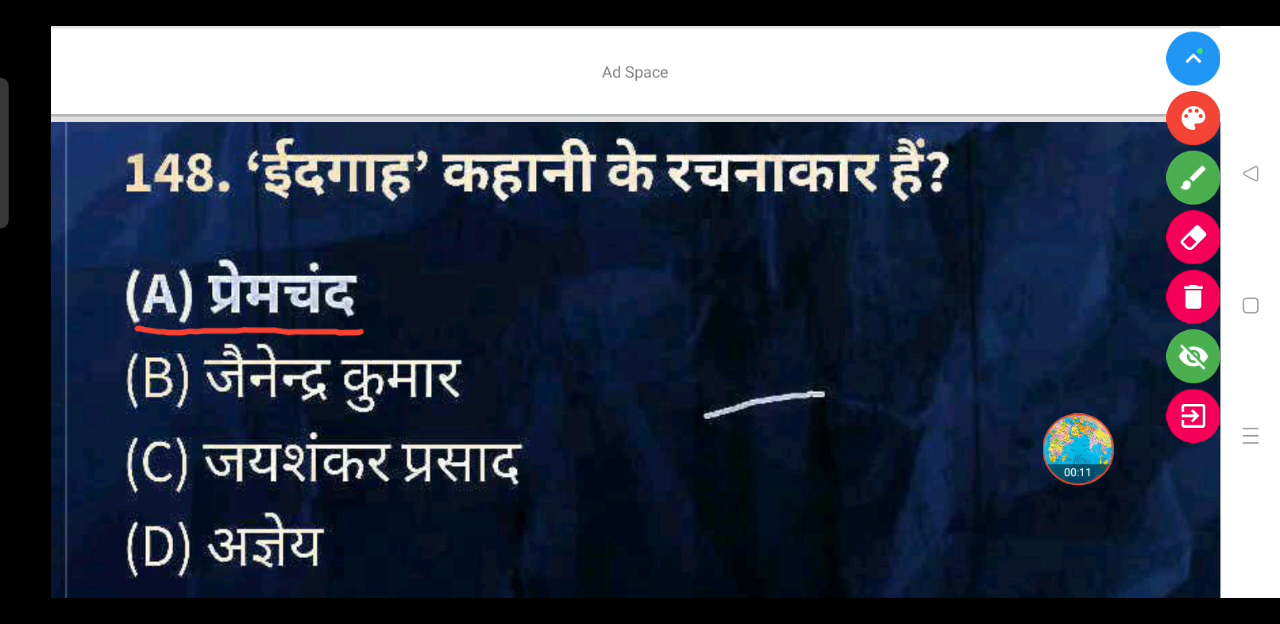 Ad Space
148. ‘ईदगाह’ कहानी के रचनाकार हैं?
(A) प्रेमचंद
(B) जैनेन्द्र कुमार
(C) जयशंकर प्रसाद
(D) अज्ञेय
00:11